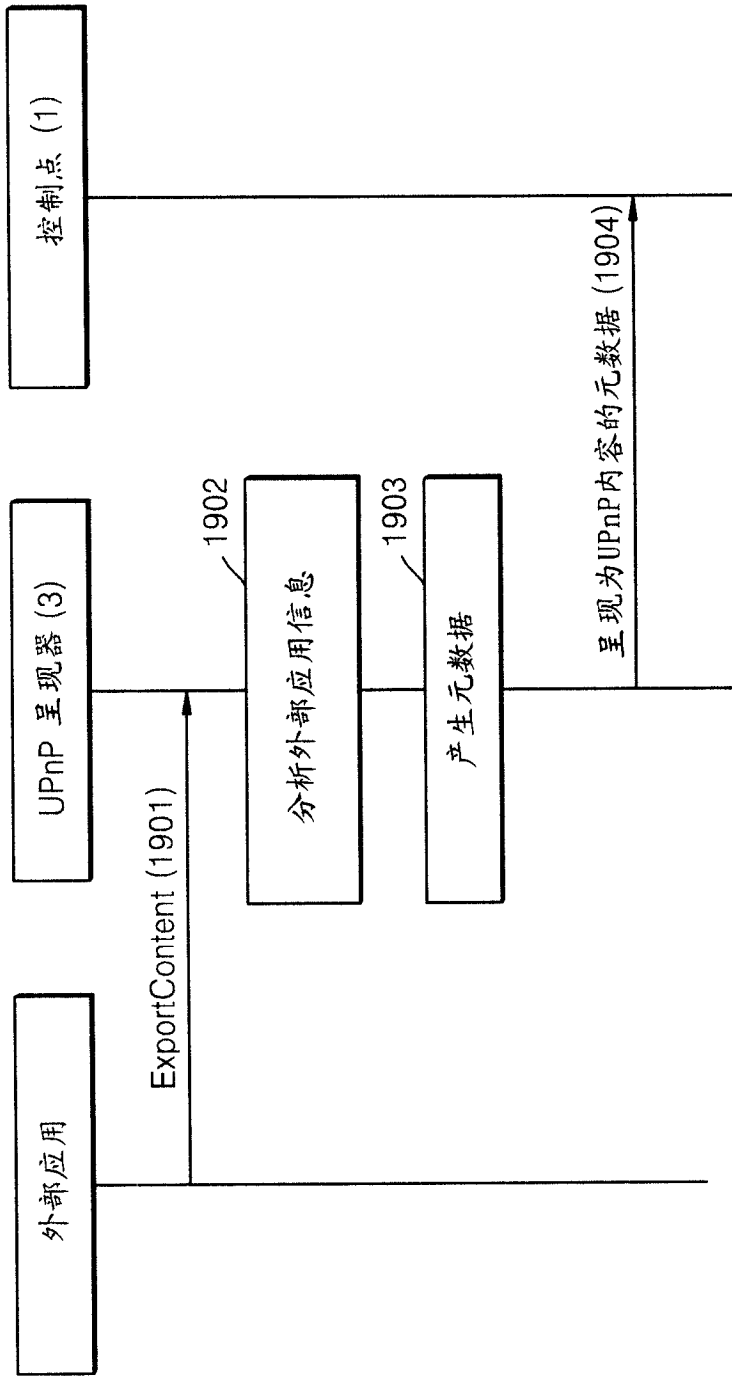 外部应用
UPnP 呈现器 (3)
控制点 (1)
ExportContent (1901)
1902
分析外部应用信息
1903
产生元数据
呈现为UPnP内容的元数据 (1904)